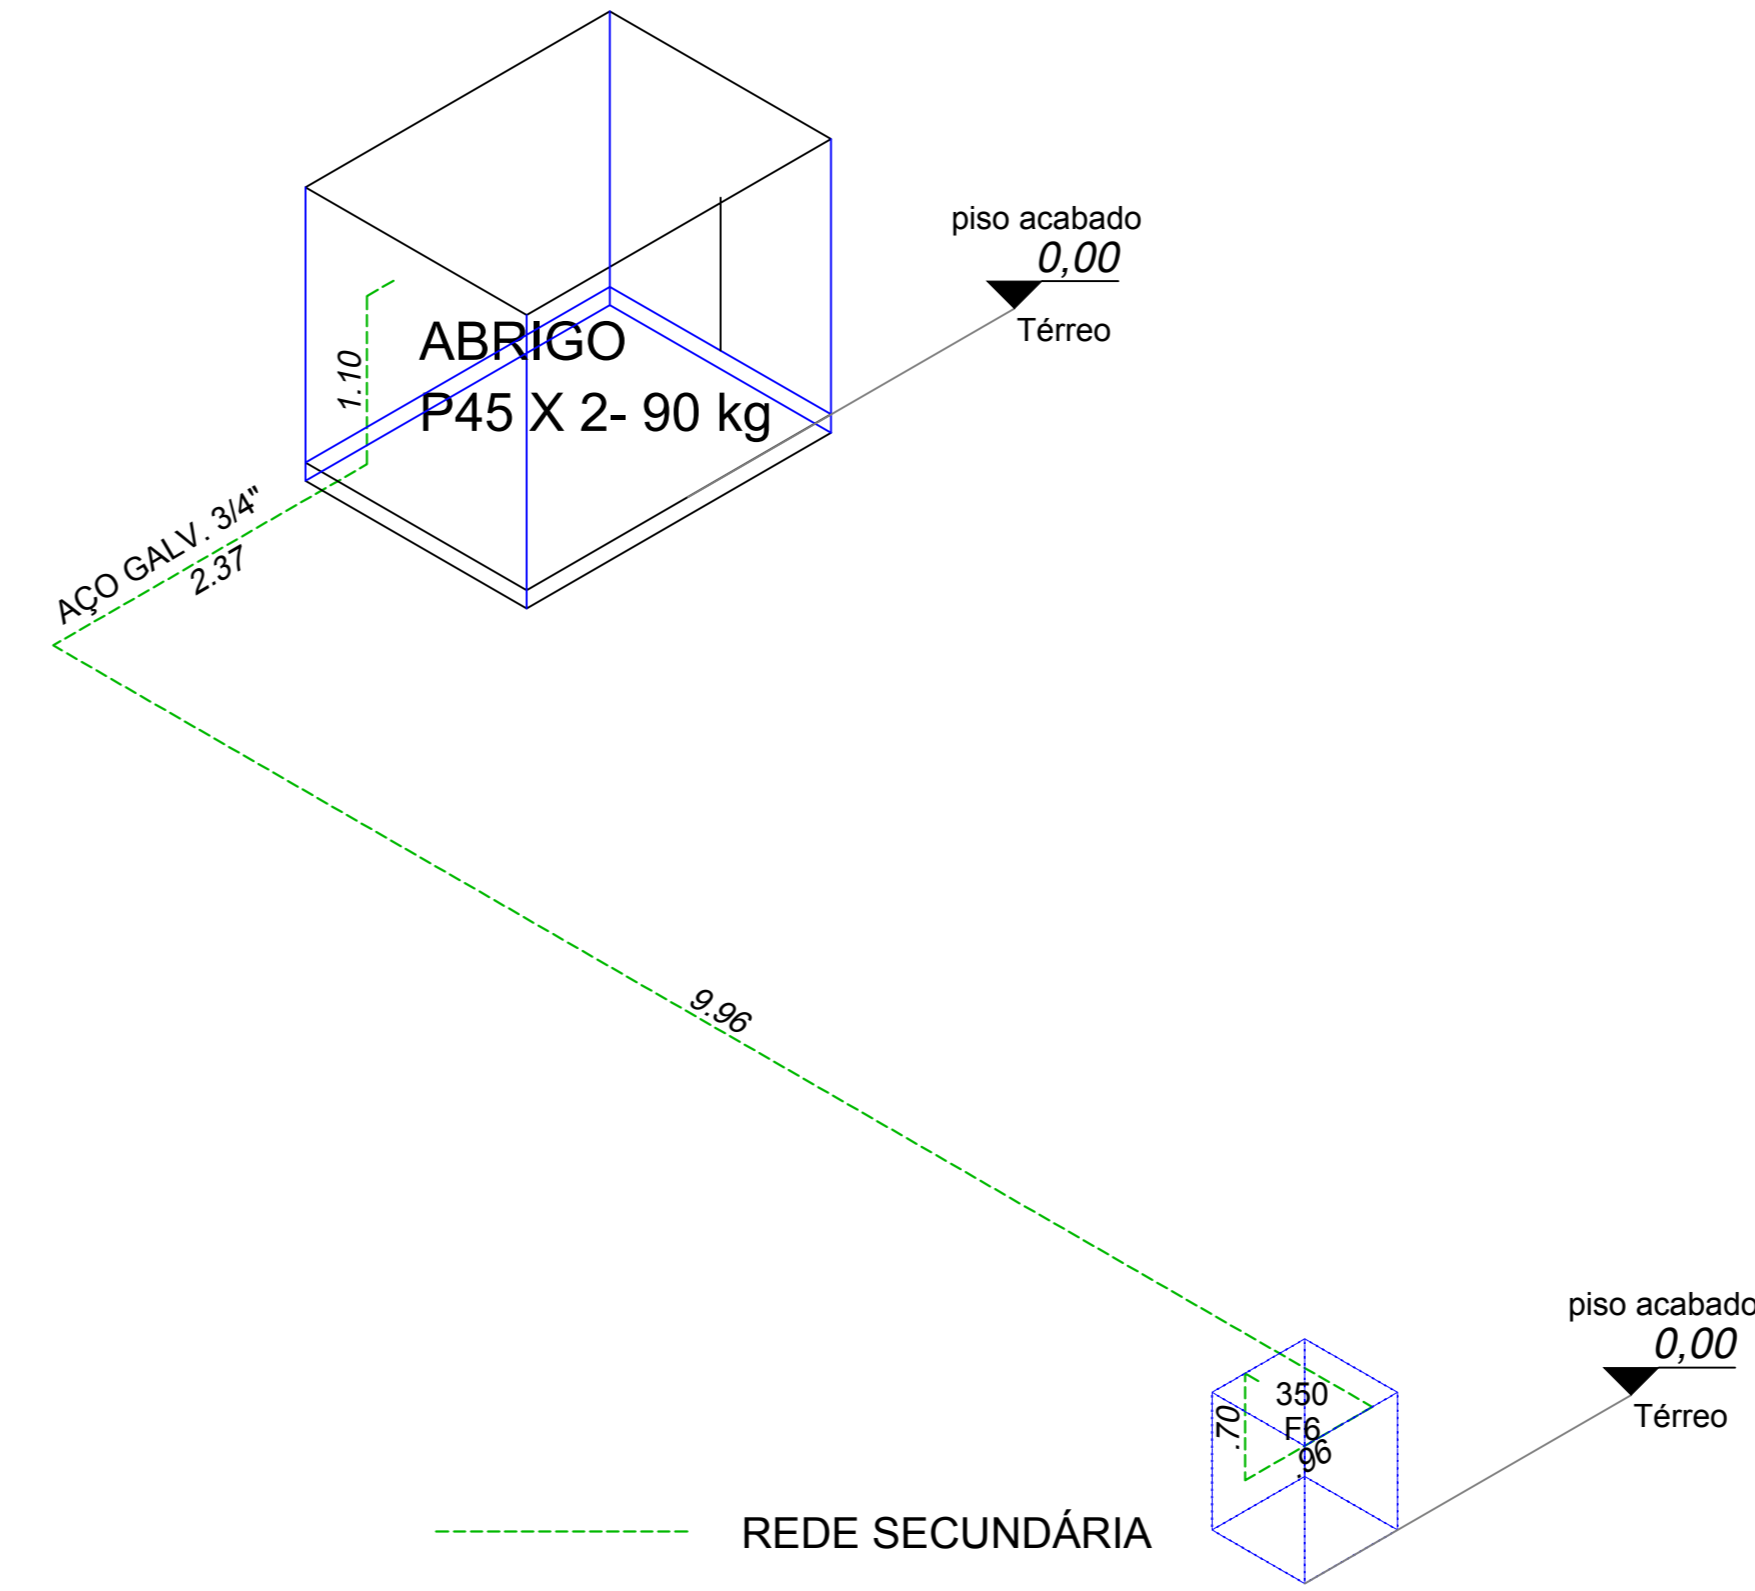 piso acabado
0,00
Térreo
ABRIGO
P45 X 2- 90 kg
1.10
AÇO GALV. 3/4"
2.37
9.96
piso acabado
0,00
Térreo
350
F6
.96
.70
REDE SECUNDÁRIA